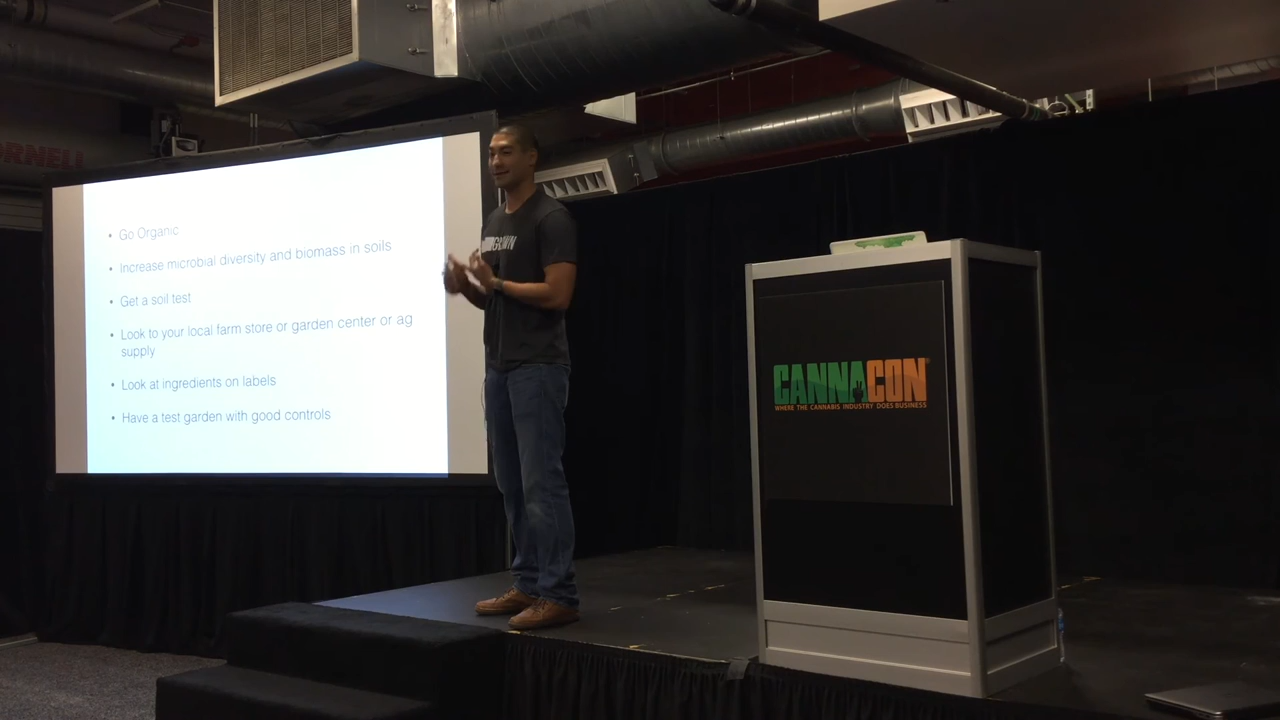 Go Organic
Increase microbial diversity and biomass in soils
Get a soil test
Look to your local farm store or garden center or ag
supply
Look at ingredients on labels
Have a test garden with good controls
CANNACON®
WHERE THE CANNABIS INDUSTRY DOES BUSINESS